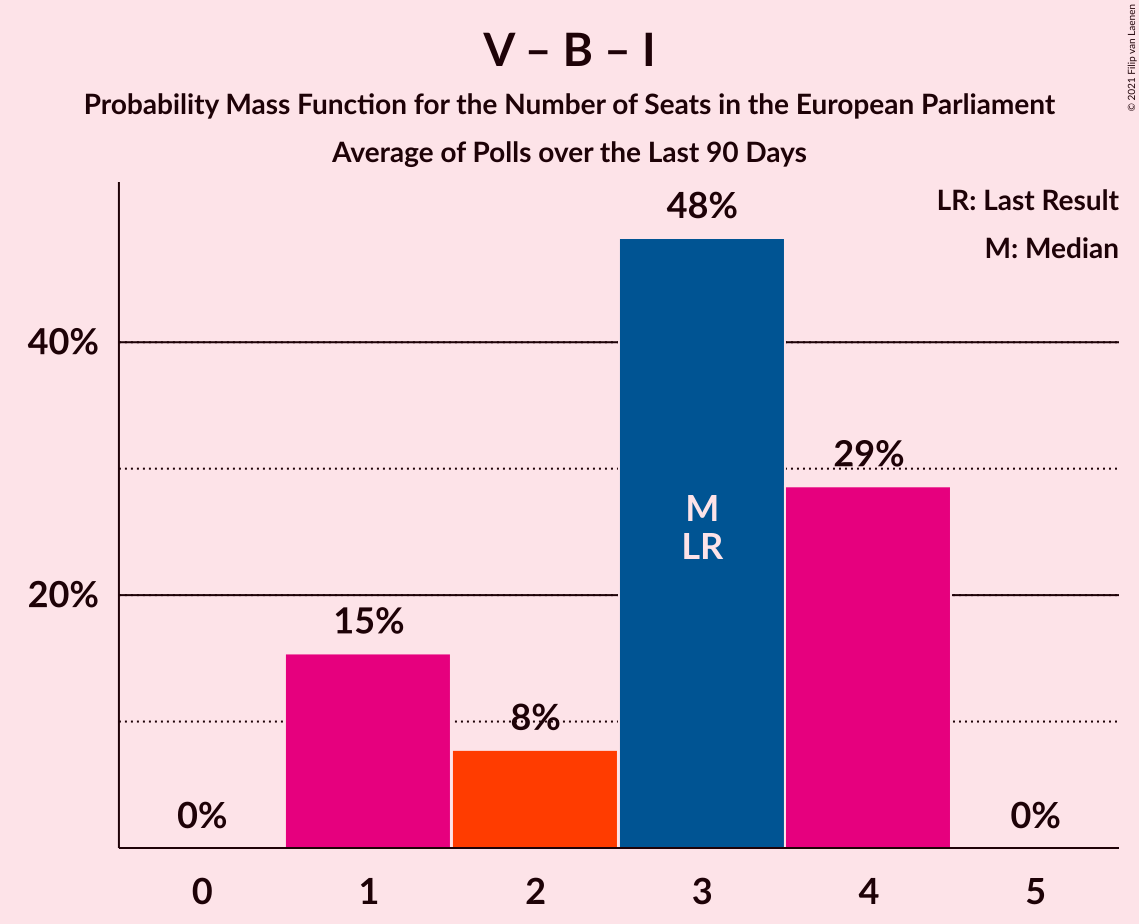 V – B – I
Probability Mass Function for the Number of Seats in the European Parliament
Average of Polls over the Last 90 Days
© 2021 Filip van Laenen
LR: Last Result
M: Median
48%
40%
29%
M
LR
20%
15%
8%
0%
0%
0 1 2 3 4 5